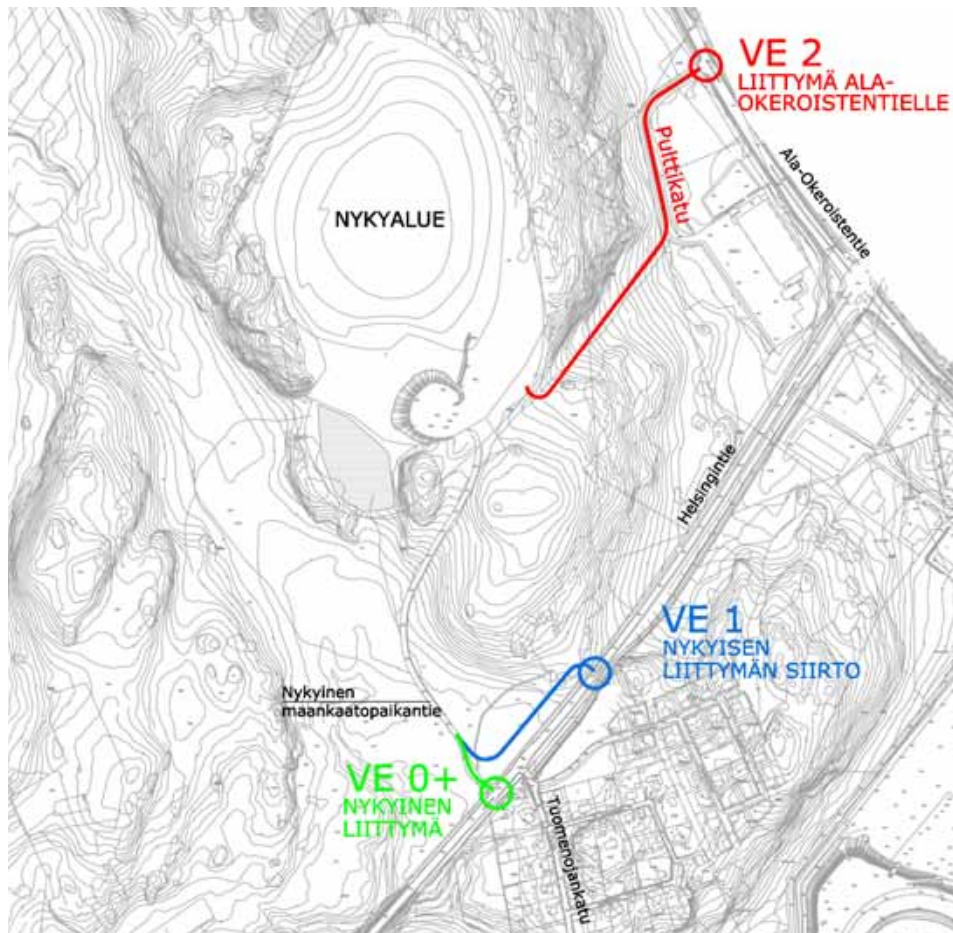 VE 2
LIITTYMÄ ALA-
OKEROISTENTIELLE
Pulttikatu
Ala-Okeroistentie
NYKYALUE
Helsingintie
VE 1
NYKYISEN
LIITTYMÄN SIIRTO
Nykyinen
maankaatopaikantie
VE 0+
NYKYINEN
LIITTYMÄ
Tuomenojankatu